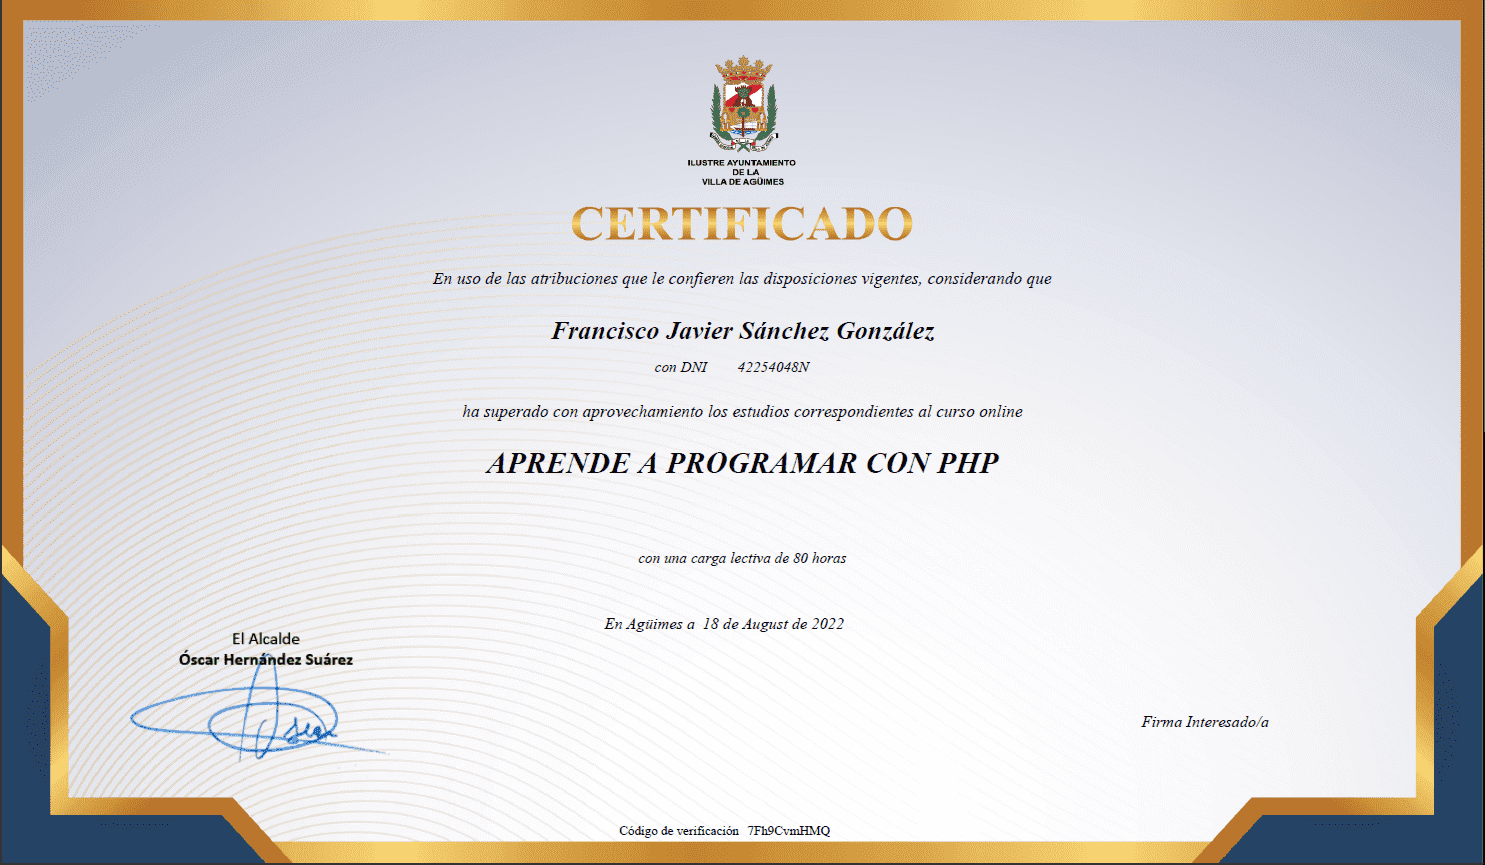 ILUSTRE AYUNTAMIENTO
DE LA
VILLA DE AGÜIMES
CERTIFICADO
En uso de las atribuciones que le confieren las disposiciones vigentes, considerando que
Francisco Javier Sánchez González
con DNI 42254048N
ha superado con aprovechamiento los estudios correspondientes al curso online
APRENDE A PROGRAMAR CON PHP
con una carga lectiva de 80 horas
En Agüimes a 18 de August de 2022
El Alcalde
Óscar Hernández Suárez
Firma Interesado/a
Código de verificación 7Fh9CvmHMQ